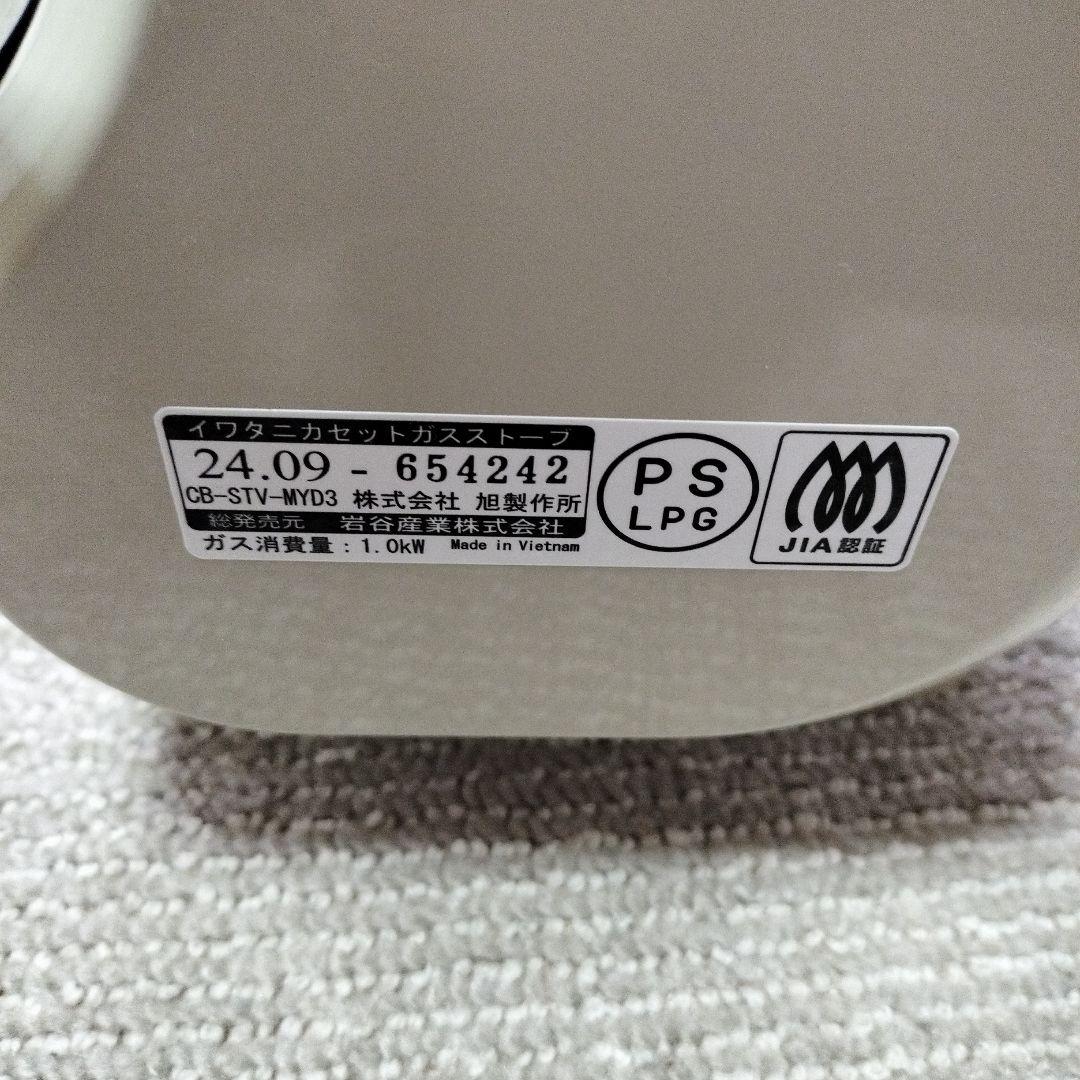 イワタニカセットガスストーブ
24.09 - 654242
CB-STV-MYD3 株式会社 旭製作所
総発売元 岩谷産業株式会社
ガス消費量 : 1.0kW Made in Vietnam
PS
LPG
JIA認証